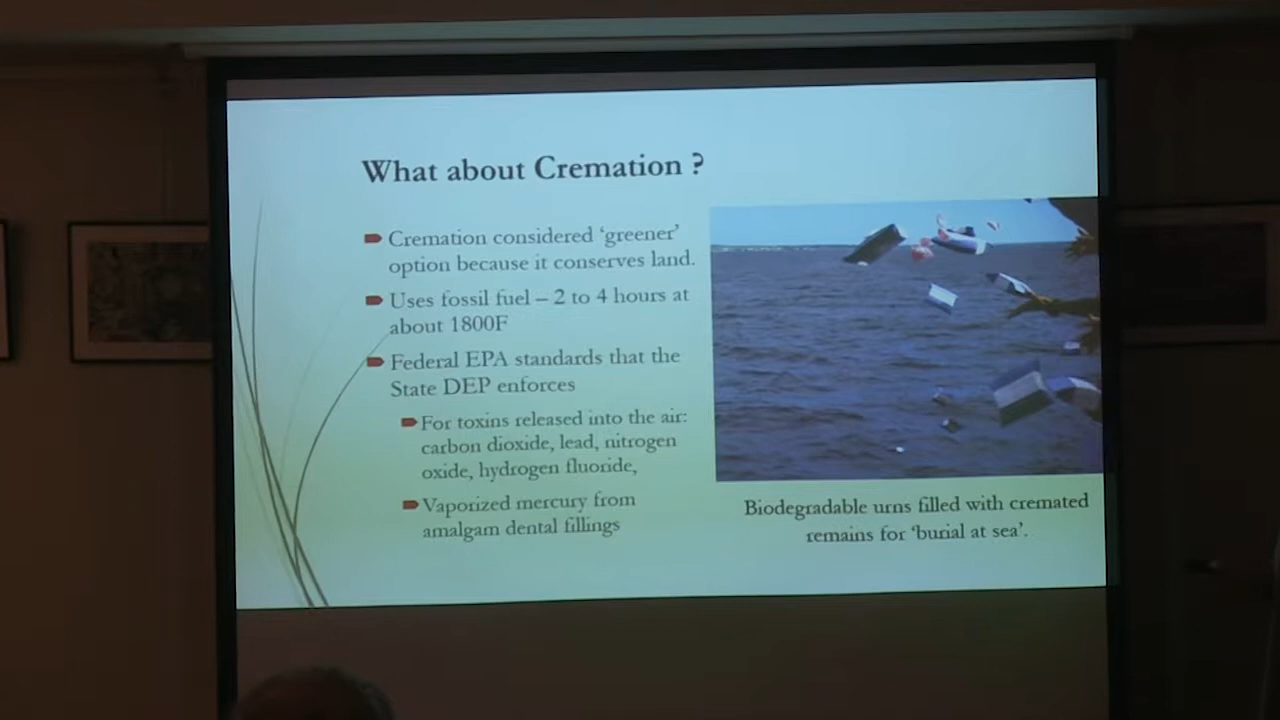 What about Cremation ?
Cremation considered ‘greener’
option because it conserves land.
Uses fossil fuel – 2 to 4 hours at
about 1800F
Federal EPA standards that the
State DEP enforces
For toxins released into the air:
carbon dioxide, lead, nitrogen
oxide, hydrogen fluoride,
Vaporized mercury from
amalgam dental fillings
Biodegradable urns filled with cremated
remains for ‘burial at sea’.